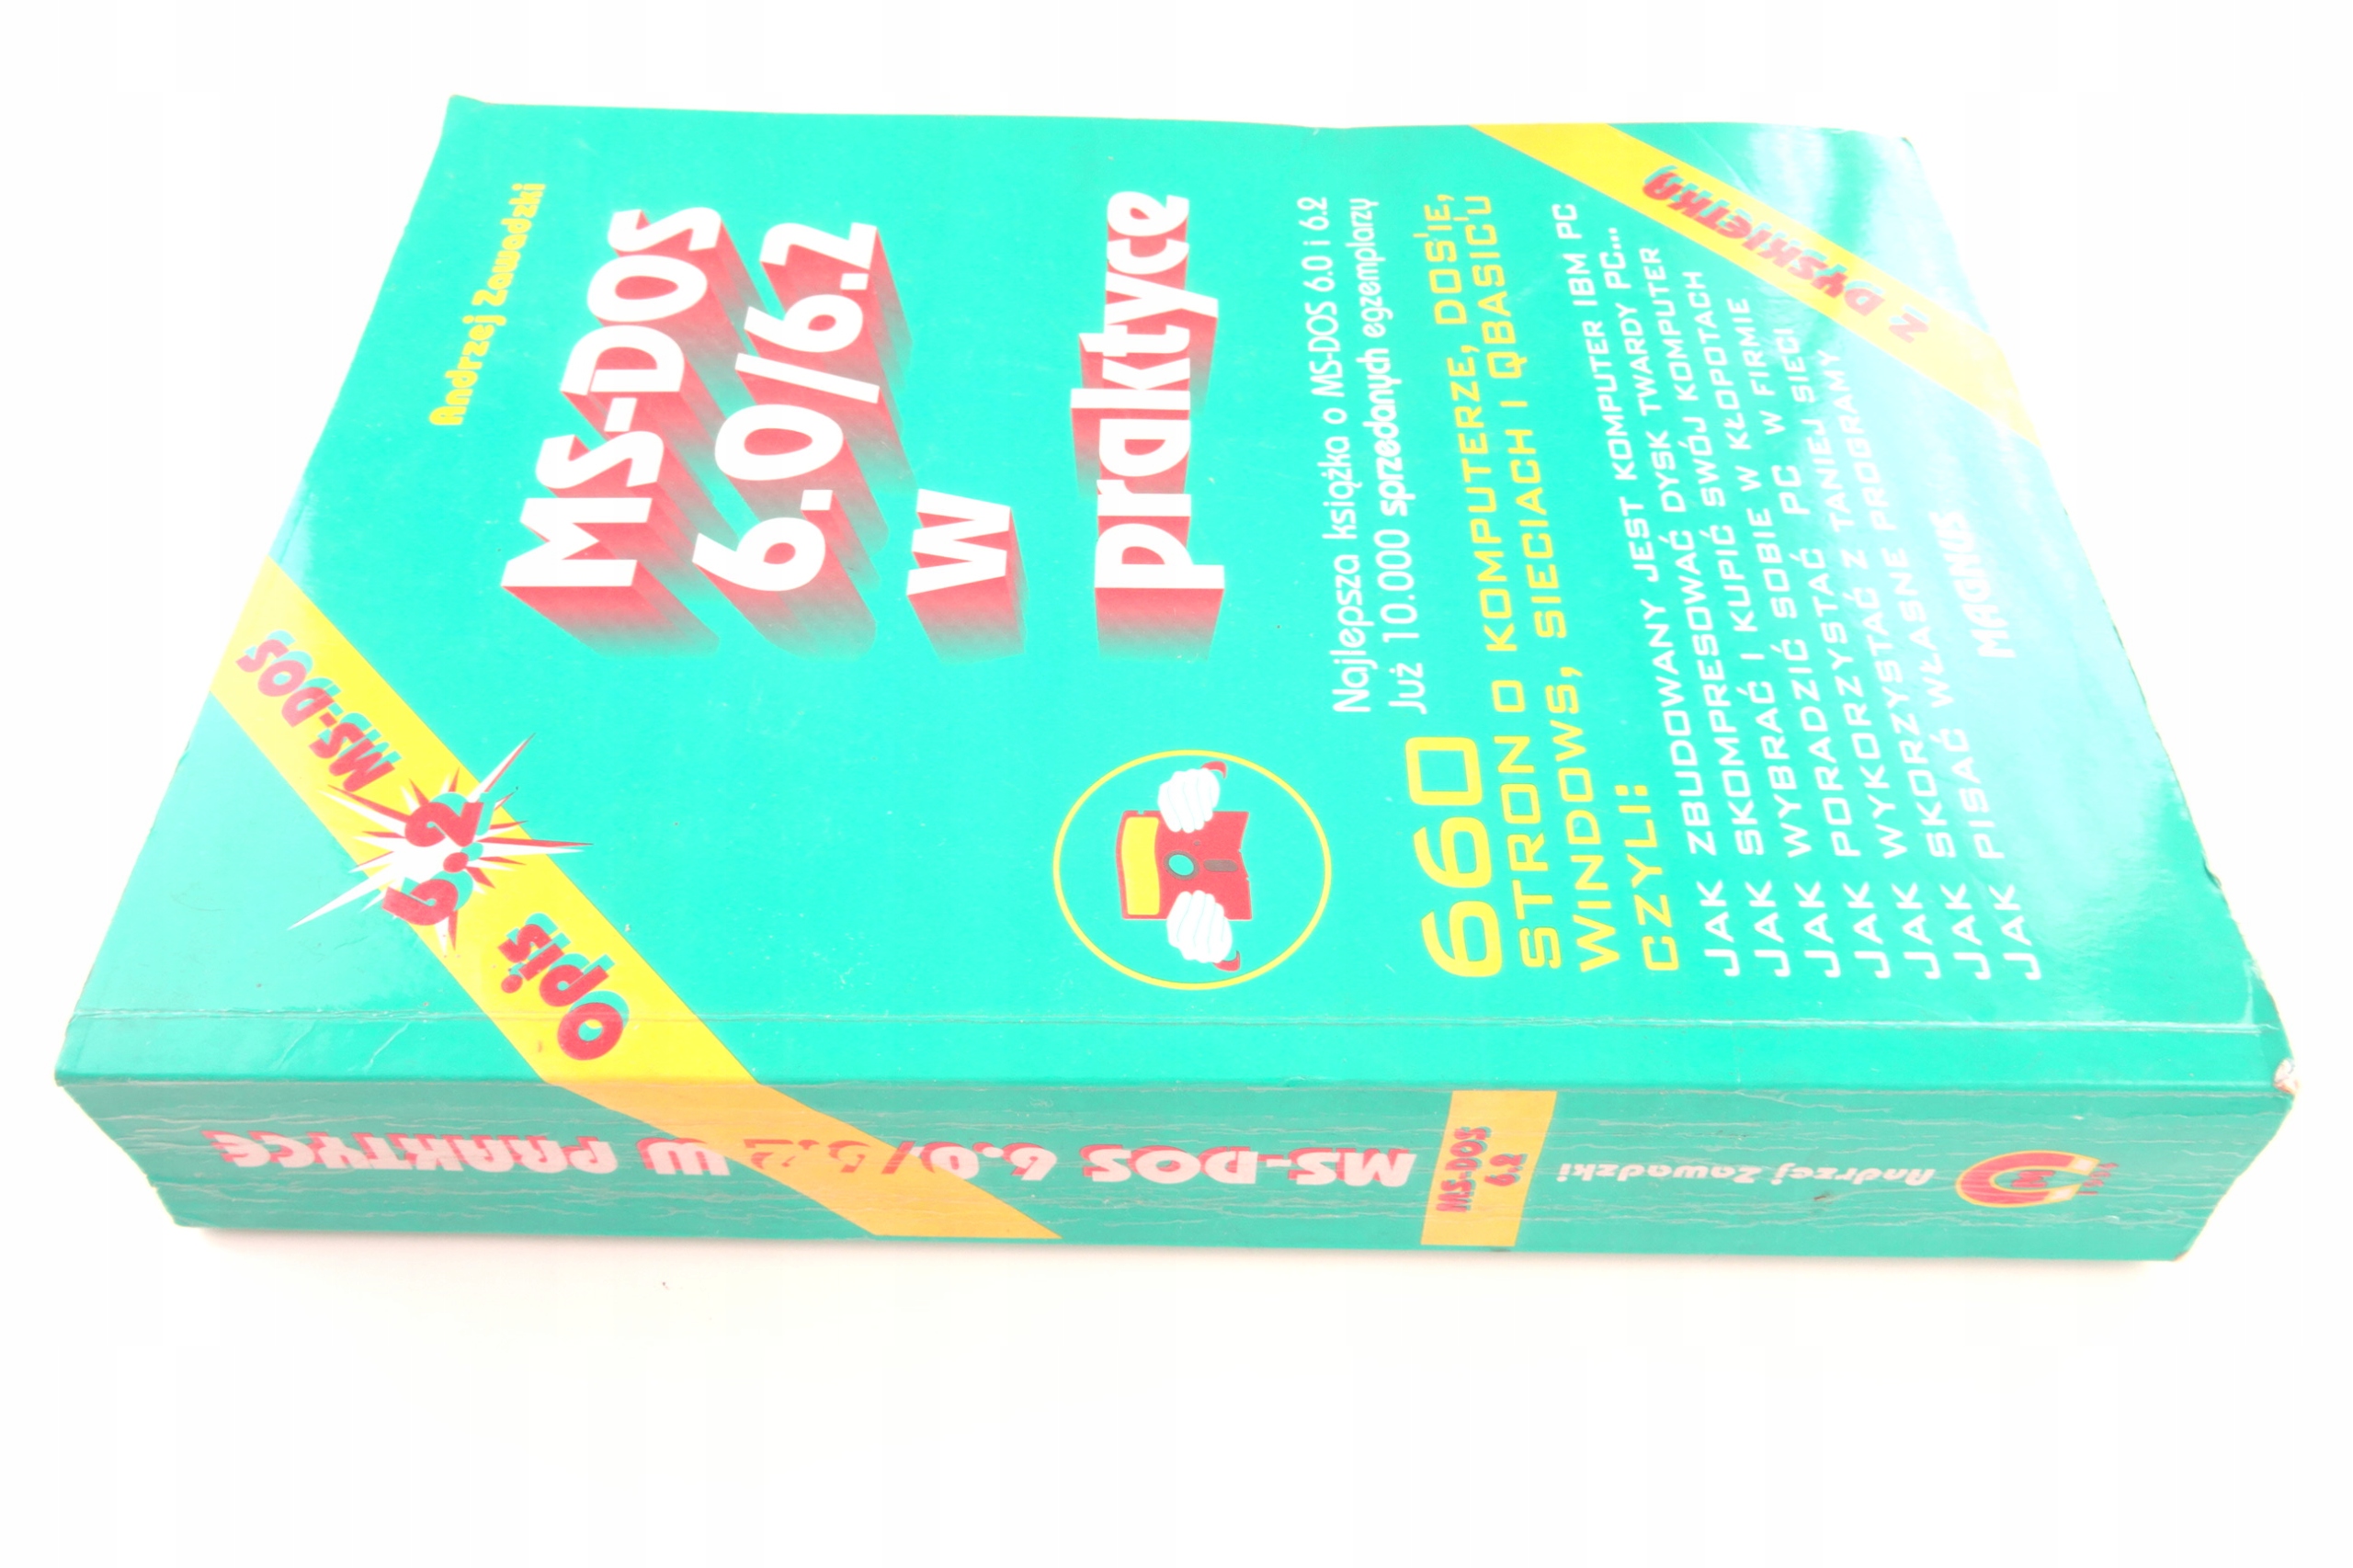 Andrzej Zawadzki
MS-DOS
6.0/6.2
w
praktyce
Opis
6.2
MS-DOS
Najlepsza książka o MS-DOS 6.0 i 6.2
Już 10.000 sprzedanych egzemplarzy
660
STRON O KOMPUTERZE, DOS'IE,
WINDOWS, SIECIACH I QBASIC'U
CZYLI:
JAK ZBUDOWANY JEST KOMPUTER IBM PC
JAK SKOMPRESOWAĆ DYSK TWARDY PC...
JAK WYBRAĆ I KUPIĆ SWÓJ KOMPUTER
JAK PORADZIĆ SOBIE W KŁOPOTACH
JAK WYKORZYSTAĆ PC W FIRMIE
JAK SKORZYSTAĆ Z TANIEJ SIECI
JAK PISAĆ WŁASNE PROGRAMY
MAGNUS
Z DYSKIETKĄ
Andrzej Zawadzki
MS-DOS
6.2
MS-DOS 6.0/6.2 W PRAKTYCE